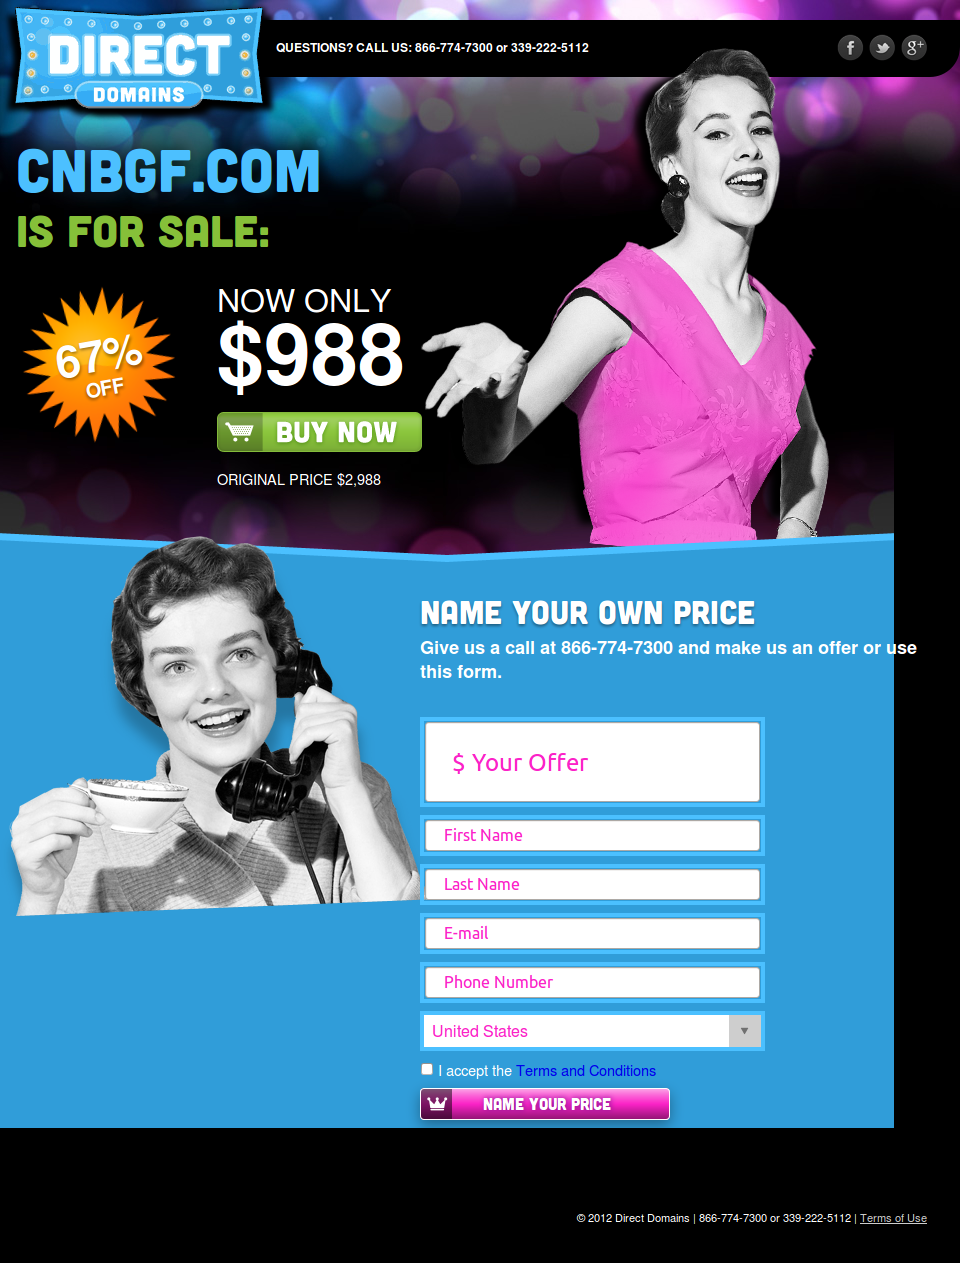 DIRECT
DOMAINS
QUESTIONS? CALL US: 866-774-7300 or 339-222-5112
f
g+
CNBGF.COM
IS FOR SALE:
67%
OFF
NOW ONLY
$988
BUY NOW
ORIGINAL PRICE $2,988
NAME YOUR OWN PRICE
Give us a call at 866-774-7300 and make us an offer or use
this form.
$ Your Offer
First Name
Last Name
E-mail
Phone Number
United States
I accept the Terms and Conditions
NAME YOUR PRICE
© 2012 Direct Domains | 866-774-7300 or 339-222-5112 | Terms of Use